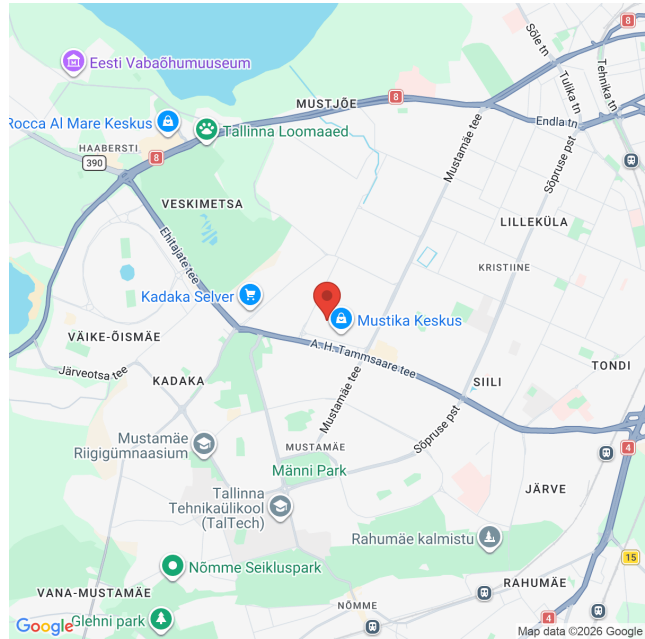 8
Söle tn
Tehnika tn
Tulika tn
Eesti Vabaõhumuuseum
MUSTJÕE
8
Endla tn
Rocca Al Mare Keskus
Tallinna Loomaaed
HAABERSTI
8
390
Mustamäe tee
Sõpruse pst
VESKIMETSA
LILLEKÜLA
Ehitajate tee
KRISTIINE
Kadaka Selver
Mustika Keskus
VÄIKE-ÕISMÄE
A. H. Tammsaare tee
Järveotsa tee
KADAKA
TONDI
SIILI
Mustamäe tee
Sõpruse pst
Mustamäe
Riigigümnaasium
MUSTAMÄE
4
Männi Park
Tallinna
Tehnikaülikool
(TalTech)
JÄRVE
Rahumäe kalmistu
15
Nõmme Seikluspark
VANA-MUSTAMÄE
RAHUMÄE
NÕMME
Glehni park
4
Google
Map data ©2026 Google